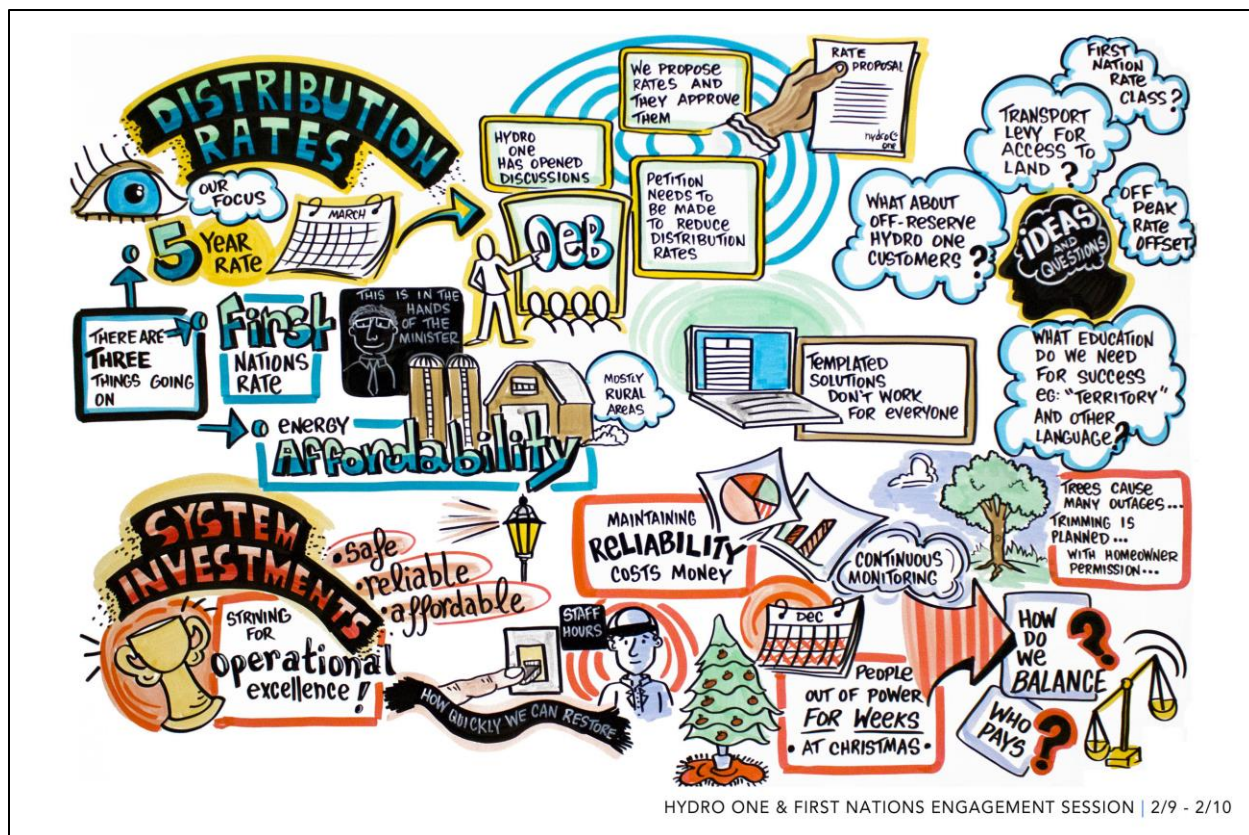 DISTRIBUTION
RATES
OUR
FOCUS
5 YEAR
RATE
MARCH
THERE ARE
THREE
THINGS GOING
ON
First
NATIONS
RATE
THIS IS IN THE
HANDS
OF THE
MINISTER
ENERGY
Affordability
MOSTLY
RURAL
AREAS
HYDRO
ONE
HAS OPENED
DISCUSSIONS
OEB
WE PROPOSE
RATES AND
THEY APPROVE
THEM
RATE
PROPOSAL
hydro
one
PETITION
NEEDS TO
BE MADE
TO REDUCE
DISTRIBUTION
RATES
TEMPLATED
SOLUTIONS
DON'T WORK
FOR EVERYONE
FIRST
NATION
RATE
CLASS?
TRANSPORT
LEVY FOR
ACCESS TO
LAND?
WHAT ABOUT
OFF-RESERVE
HYDRO ONE
CUSTOMERS?
OFF
PEAK
RATE
OFFSET
IDEAS
AND
QUESTIONS
WHAT EDUCATION
DO WE NEED
FOR SUCCESS
EG: "TERRITORY"
AND OTHER
LANGUAGE?
SYSTEM
INVESTMENTS
• safe
• reliable
• affordable
STRIVING
FOR
Operational
excellence!
HOW QUICKLY WE CAN RESTORE
STAFF
HOURS
MAINTAINING
RELIABILITY
COSTS MONEY
CONTINUOUS
MONITORING
TREES CAUSE
MANY OUTAGES...
TRIMMING IS
PLANNED...
WITH HOMEOWNER
PERMISSION...
DEC
PEOPLE
OUT OF POWER
FOR WEEKS
• AT CHRISTMAS •
HOW
DO
WE
BALANCE?
WHO
PAYS?
HYDRO ONE & FIRST NATIONS ENGAGEMENT SESSION | 2/9 - 2/10